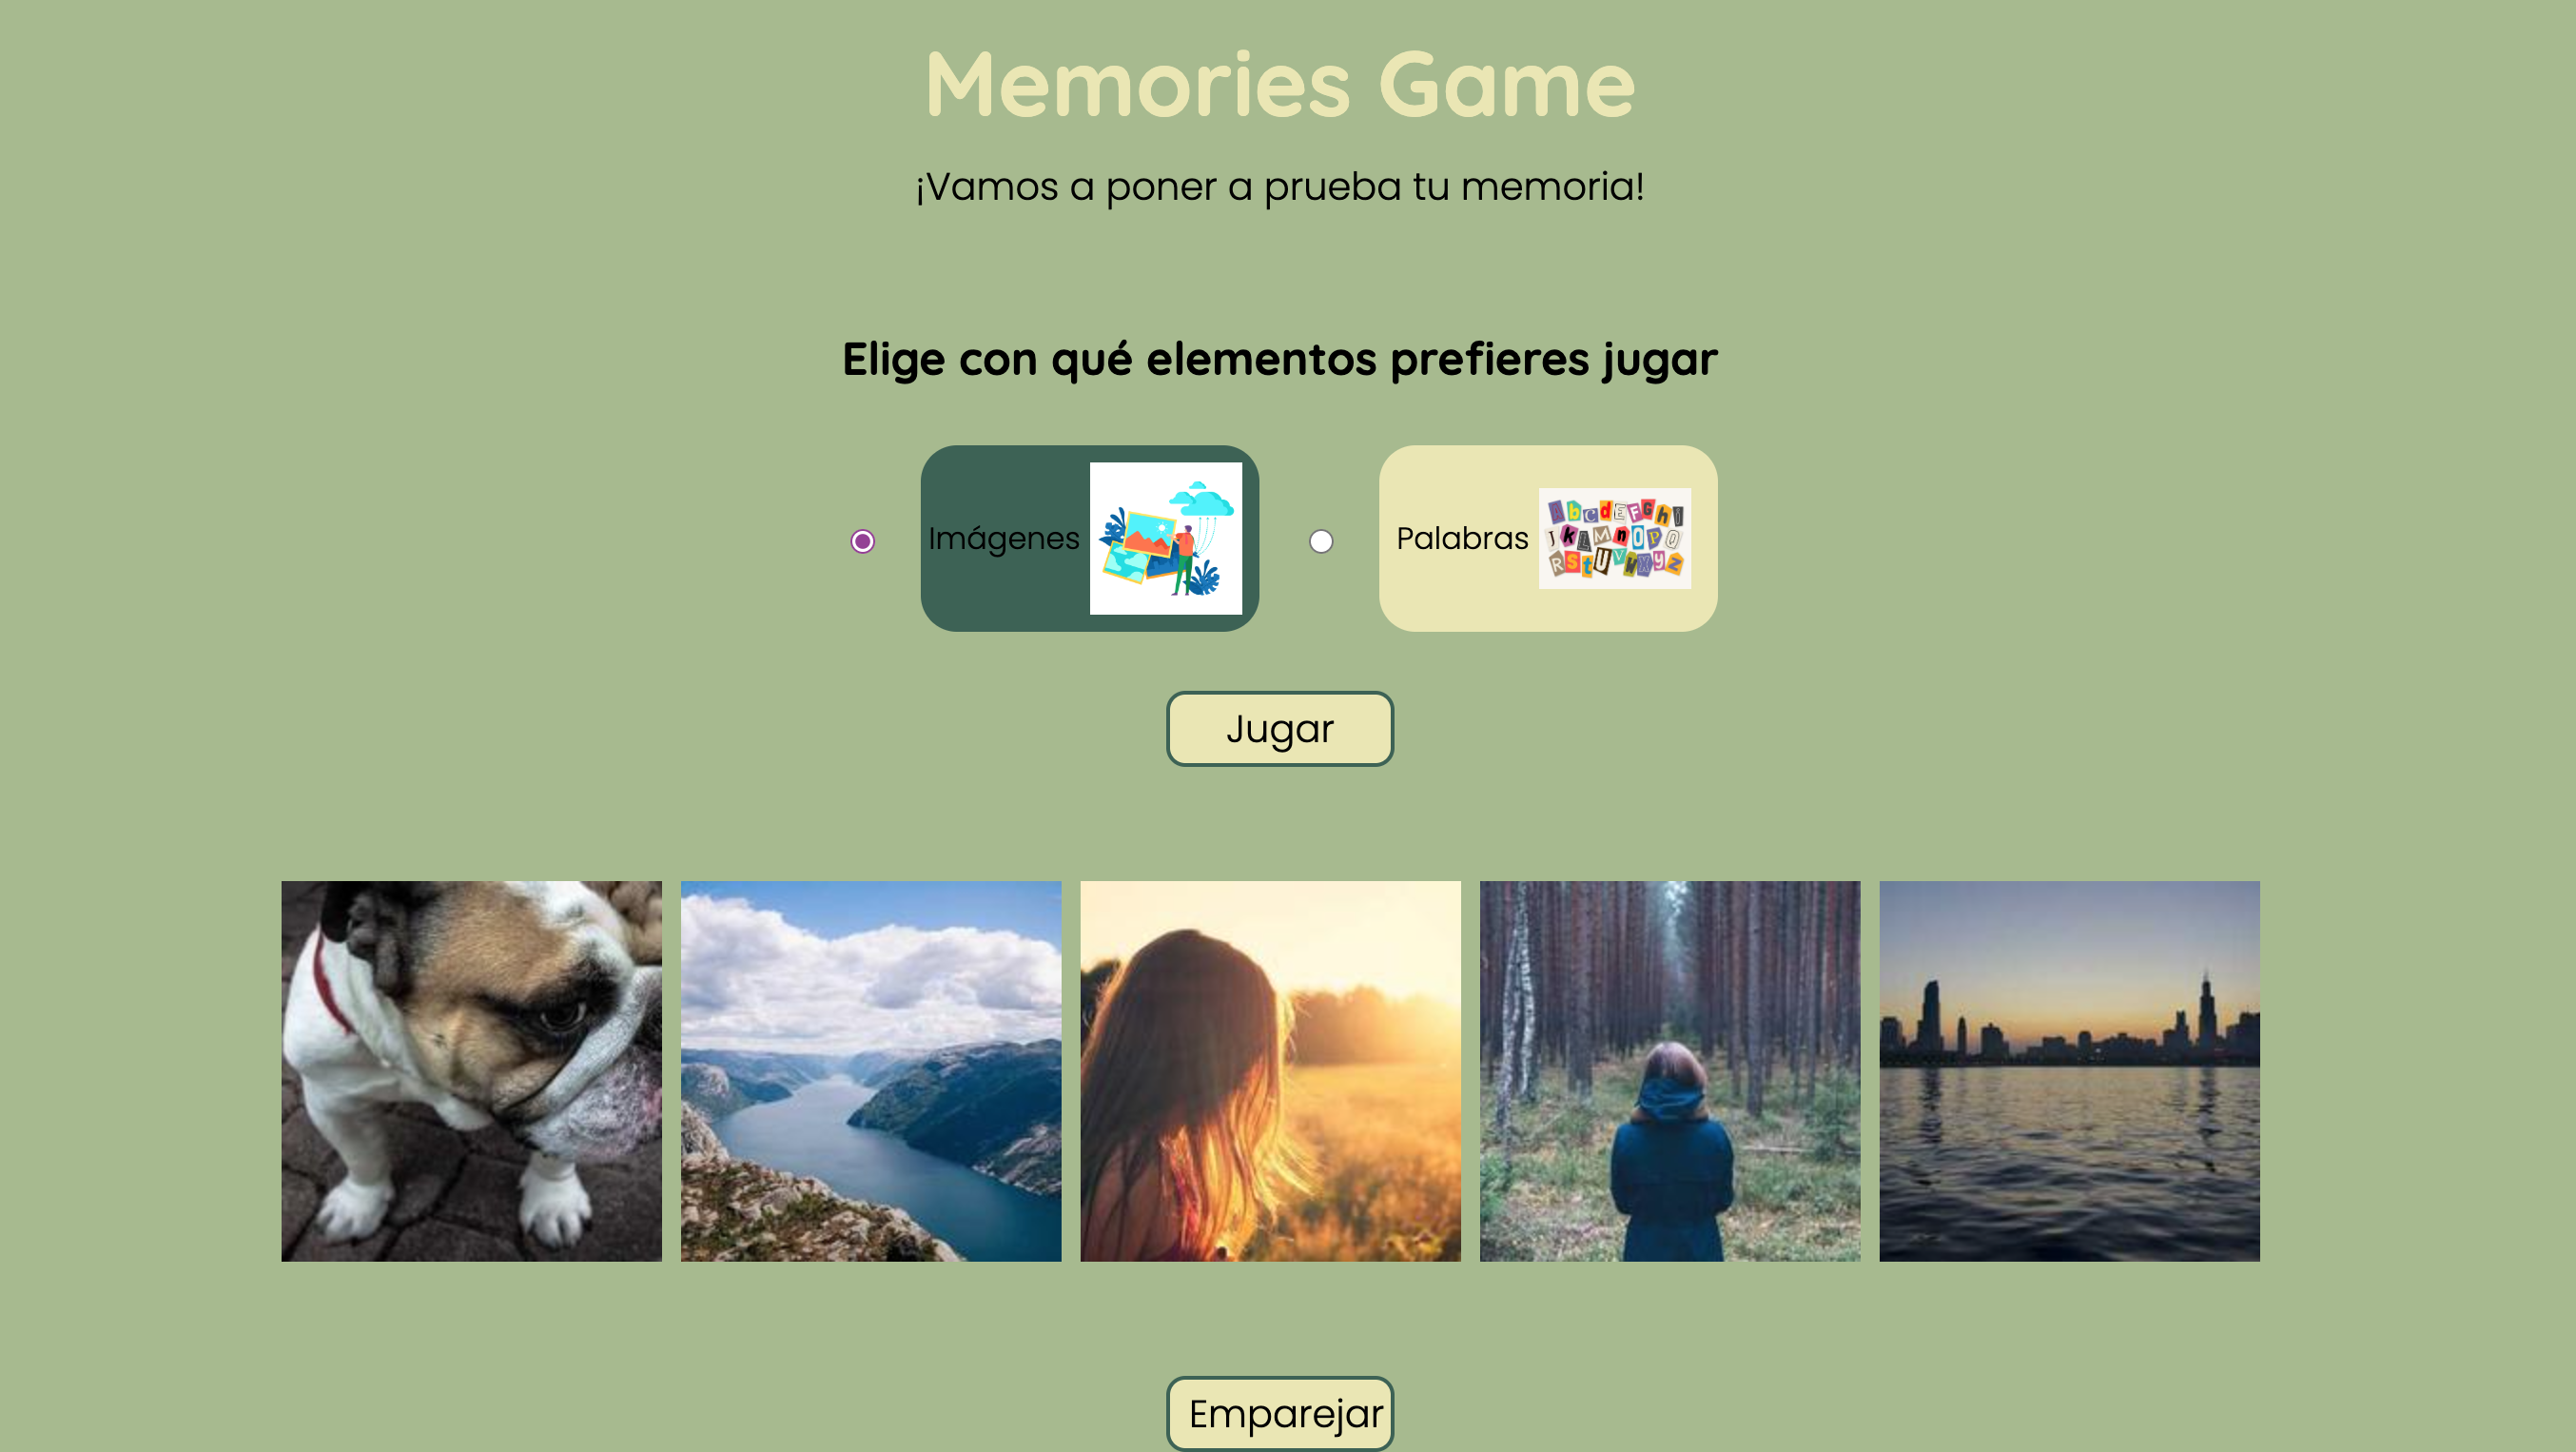 Memories Game
¡Vamos a poner a prueba tu memoria!
Elige con qué elementos prefieres jugar
Imágenes
Palabras
A b c d E F G h I
J k L M n O P Q
R S t U V W X y Z
Jugar
Emparejar